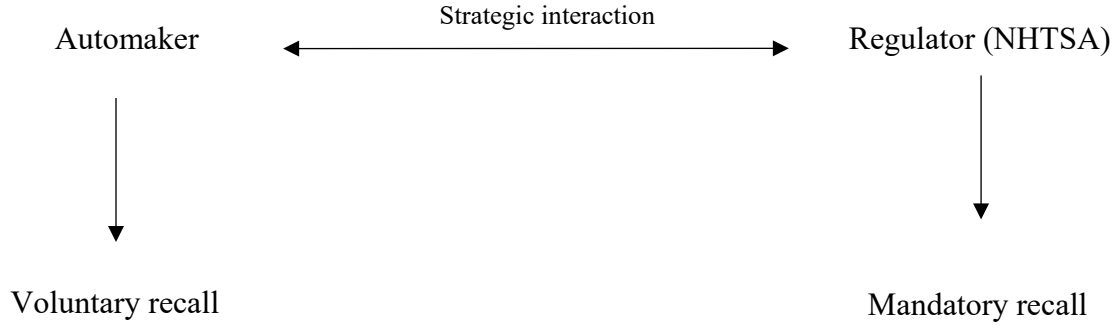 Strategic interaction
Automaker
Regulator (NHTSA)
Voluntary recall
Mandatory recall